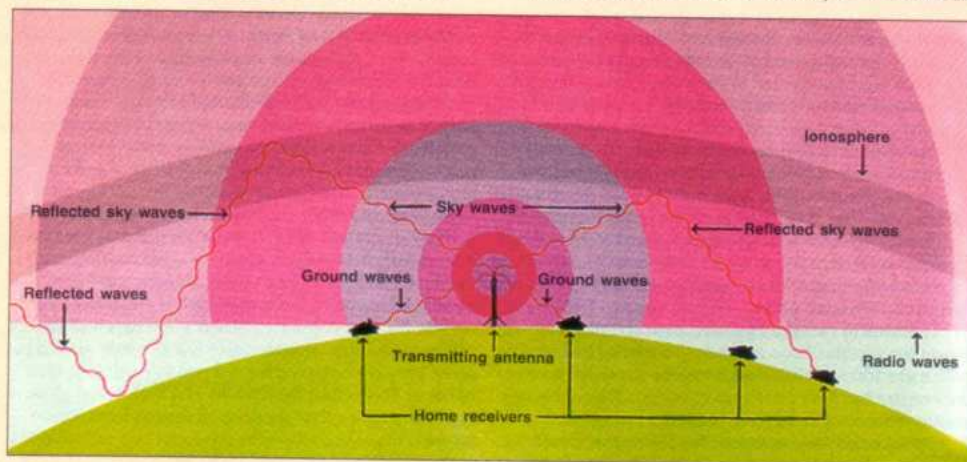 Ionosphere
Reflected sky waves
Sky waves
Reflected sky waves
Ground waves
Ground waves
Reflected waves
Transmitting antenna
Radio waves
Home receivers